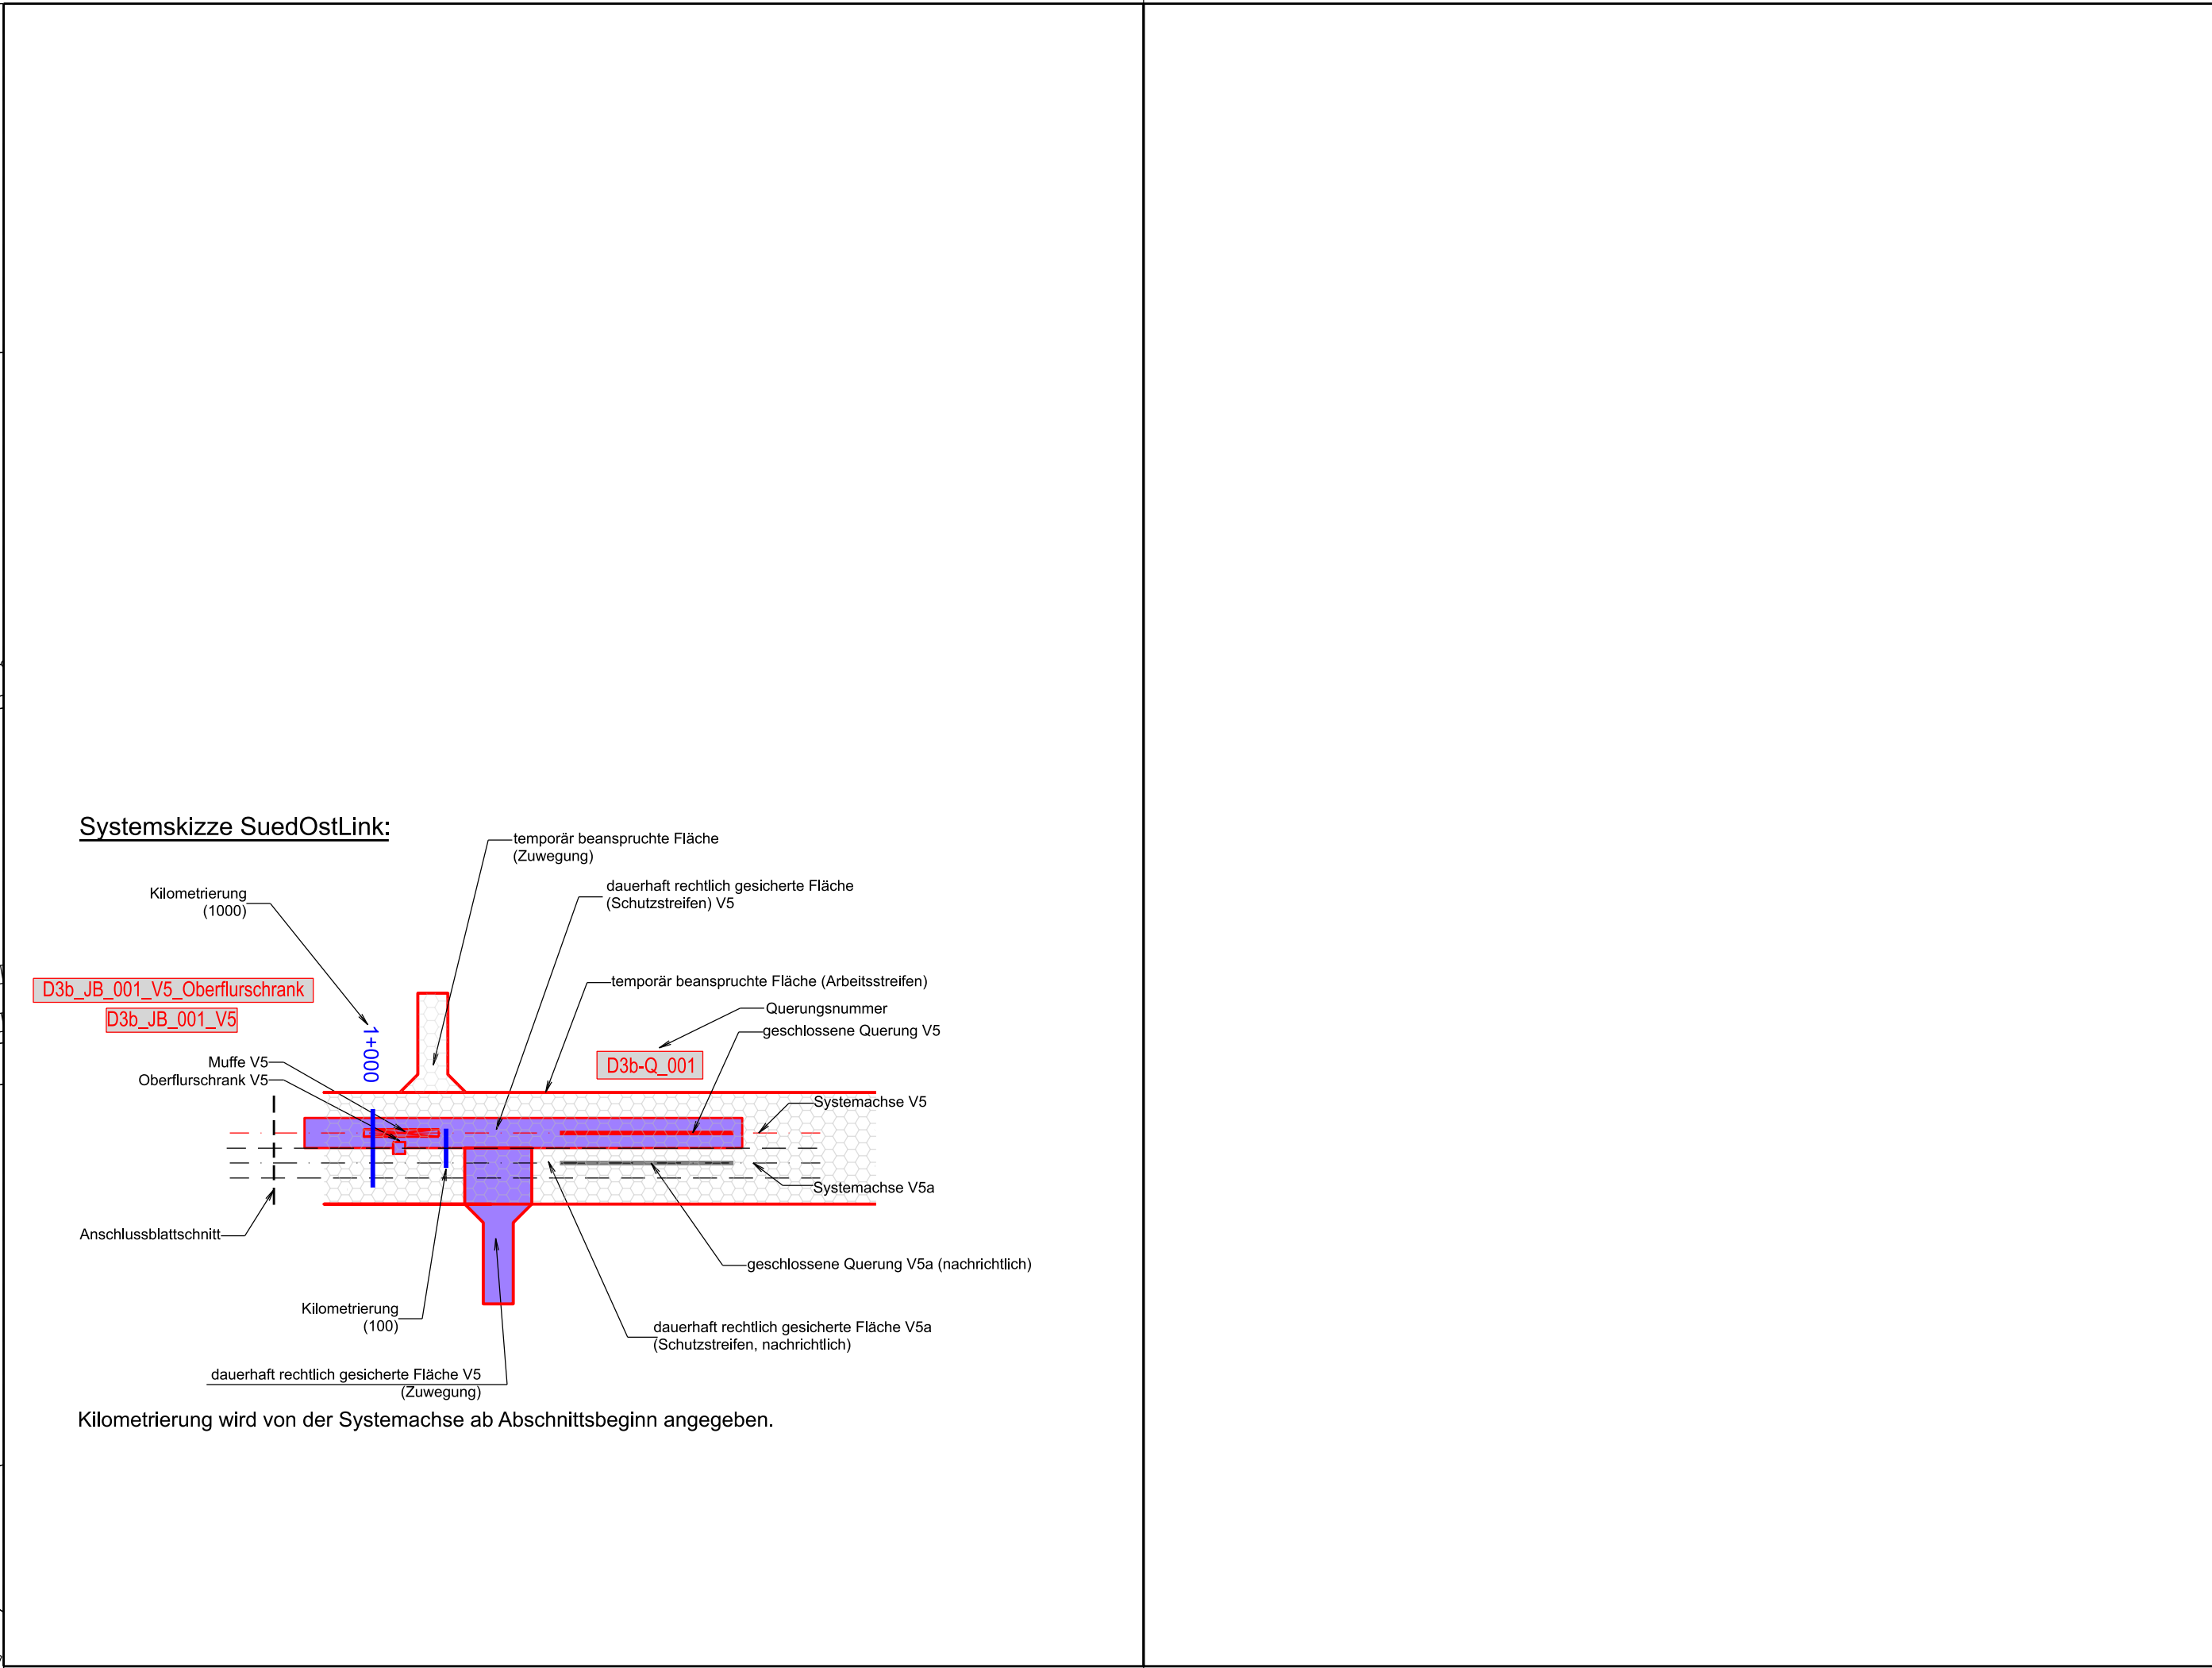 Systemskizze SuedOstLink:
temporär beanspruchte Fläche
(Zuwegung)
dauerhaft rechtlich gesicherte Fläche
(Schutzstreifen) V5
Kilometrierung
(1000)
temporär beanspruchte Fläche (Arbeitsstreifen)
D3b_JB_001_V5_Oberflurschrank
D3b_JB_001_V5
Querungsnummer
geschlossene Querung V5
1+000
D3b-Q_001
Muffe V5
Oberflurschrank V5
Systemachse V5
Systemachse V5a
Anschlussblattschnitt
geschlossene Querung V5a (nachrichtlich)
Kilometrierung
(100)
dauerhaft rechtlich gesicherte Fläche V5a
(Schutzstreifen, nachrichtlich)
dauerhaft rechtlich gesicherte Fläche V5
(Zuwegung)
Kilometrierung wird von der Systemachse ab Abschnittsbeginn angegeben.